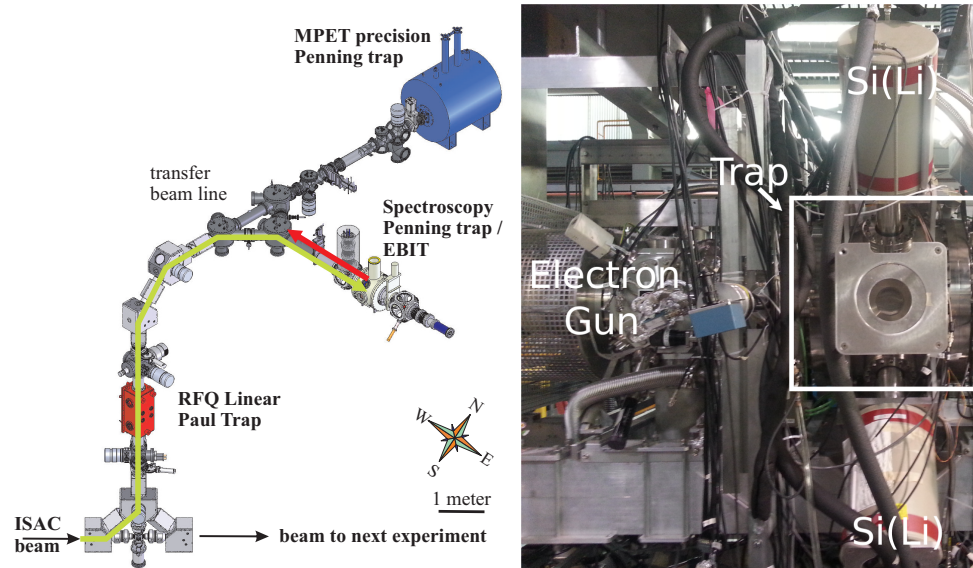 MPET precision
Penning trap
transfer
beam line
Spectroscopy
Penning trap /
EBIT
RFQ Linear
Paul Trap
N
W
E
S
1 meter
ISAC
beam
beam to next experiment
Si(Li)
Trap
Electron
Gun
Si(Li)